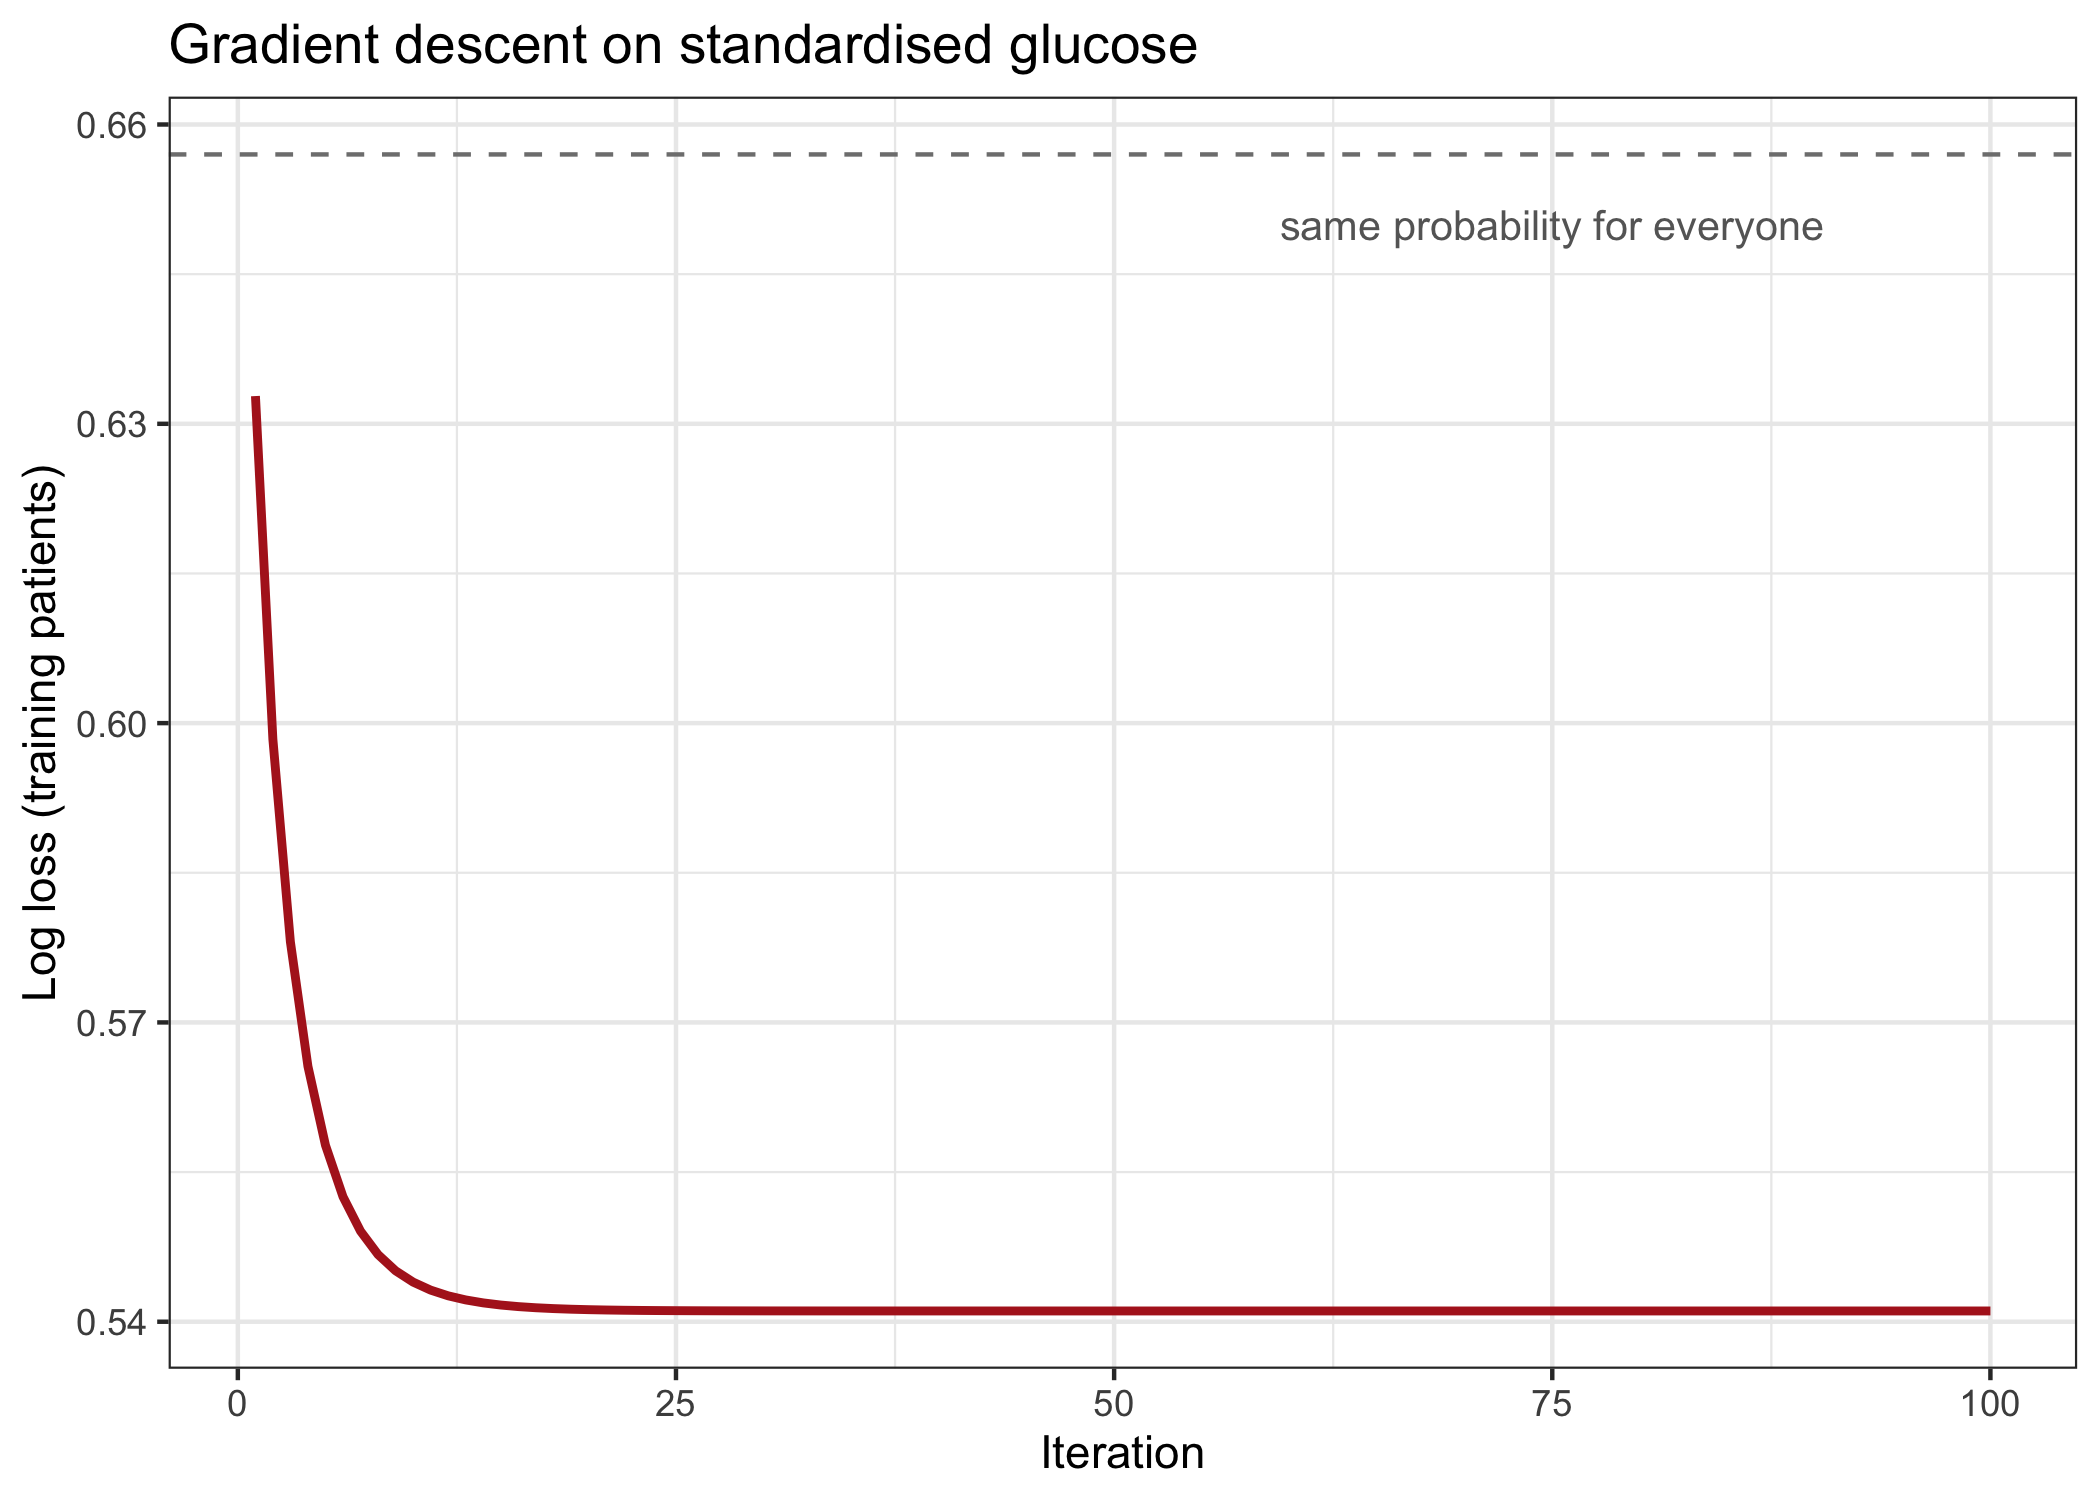 Gradient descent on standardised glucose
0.66
same probability for everyone
0.63
0.60
0.57
0.54
Log loss (training patients)
0 25 50 75 100
Iteration